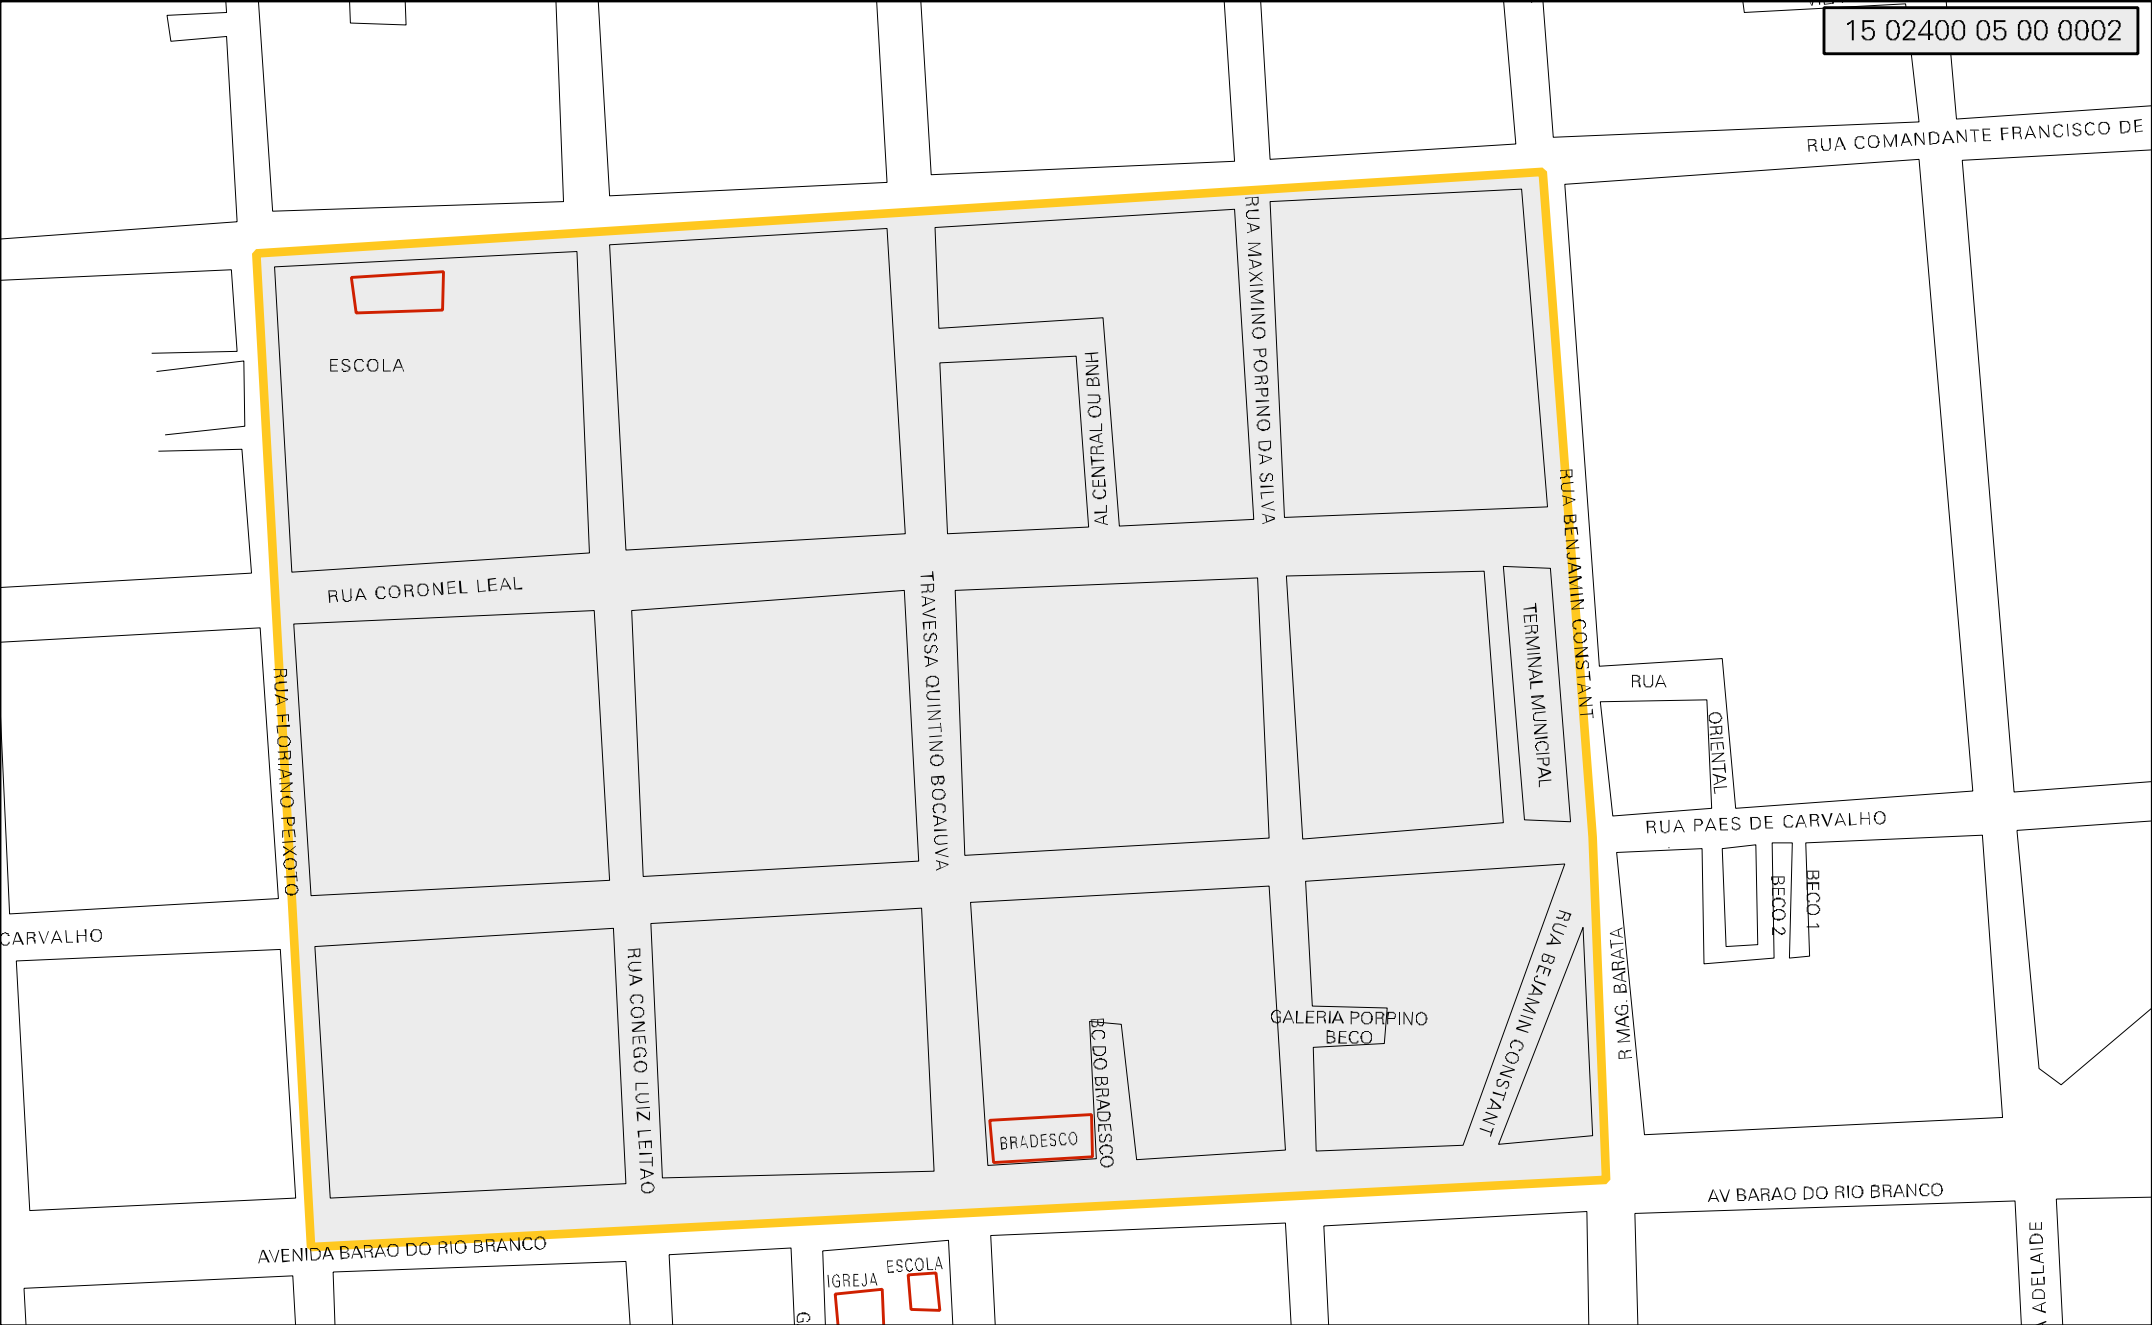 15 02400 05 00 0002
RUA COMANDANTE FRANCISCO DE
RUA MAXIMINO PORPINO DA SILVA
ESCOLA
AL CENTRAL OU BNH
RUA BENJAMIN CONSTANT
RUA CORONEL LEAL
TRAVESSA QUINTINO BOCAIUVA
TERMINAL MUNICIPAL
RUA FLORIANO PEIXOTO
RUA
ORIENTAL
RUA PAES DE CARVALHO
BECO 2
BECO 1
CARVALHO
RUA BEJAMIN CONSTANT
R MAG. BARATA
RUA CONEGO LUIZ LEITAO
GALERIA PORPINO
BECO
BC DO BRADESCO
BRADESCO
AV BARAO DO RIO BRANCO
AVENIDA BARAO DO RIO BRANCO
ESCOLA
IGREJA
ADELAIDE
G